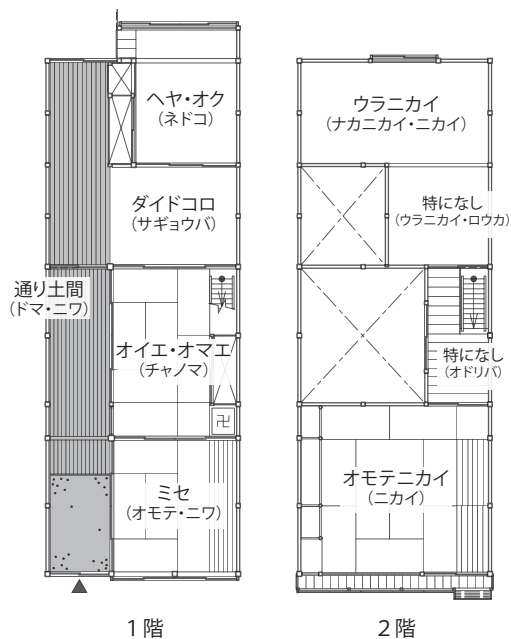 ヘヤ・オク
(ネドコ)
ダイドコロ
(サギョウバ)
通り土間
(ドマ・ニワ)
オイエ・オマエ
(チャノマ)
卍
ミセ
(オモテ・ニワ)
1階
ウラニカイ
(ナカニカイ・ニカイ)
特になし
(ウラニカイ・ロウカ)
特になし
(オドリバ)
オモテニカイ
(ニカイ)
2階